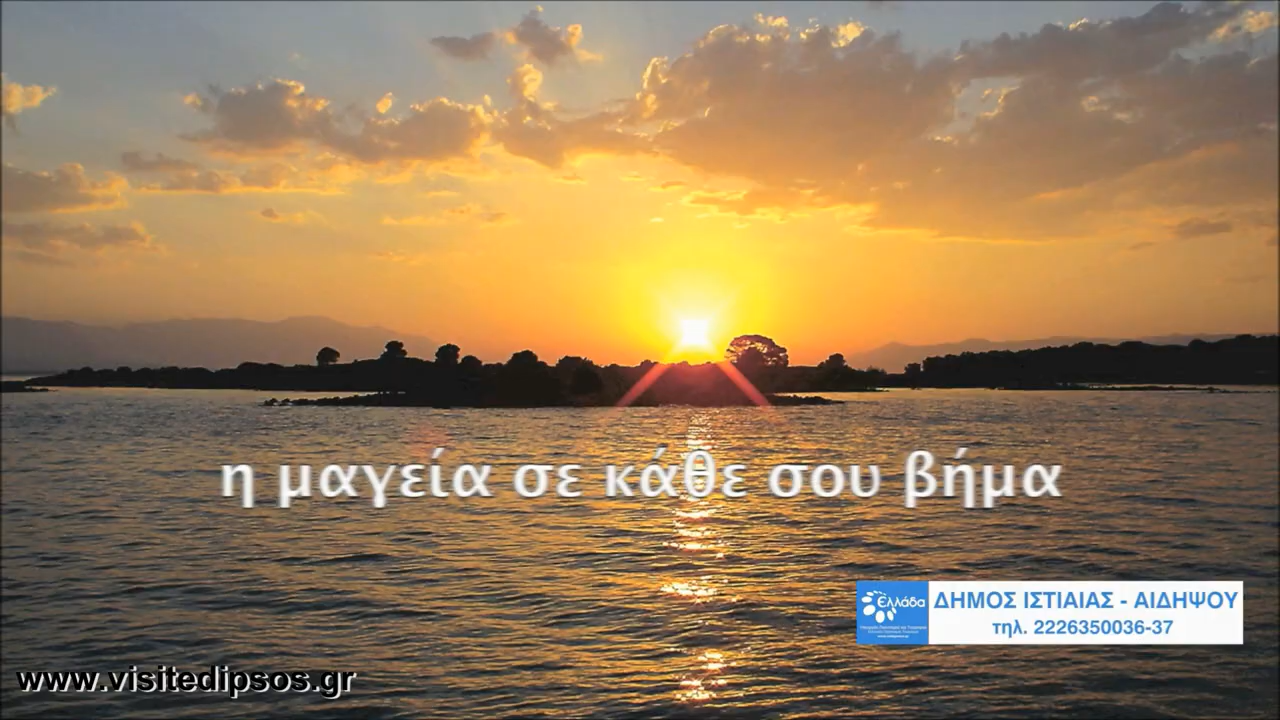 η μαγεία σε κάθε σου βήμα
Ελλάδα
ΔΗΜΟΣ ΙΣΤΙΑΙΑΣ - ΑΙΔΗΨΟΥ
τηλ. 2226350036-37
www.visitedipsos.gr